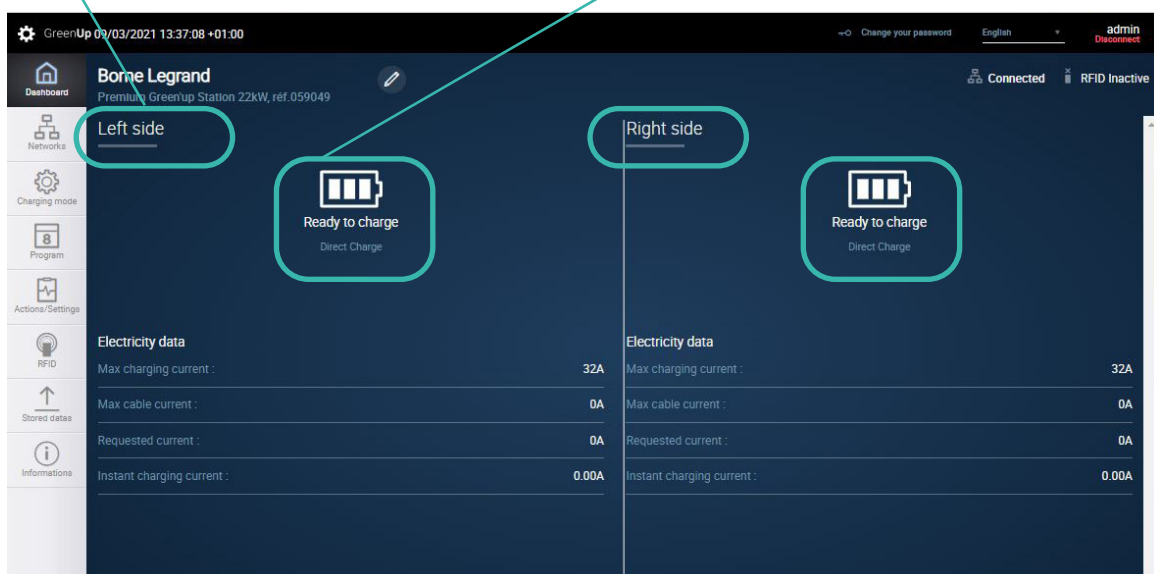 GreenUp 09/03/2021 13:37:08 +01:00
Change your password English admin
Disconnect
Dashboard
Borne Legrand
Premium Green'up Station 22kW, réf.059049
Connected RFID Inactive
Networks
Charging mode
8
Program
Actions/Settings
RFID
Stored datas
i
Informations
Left side
Ready to charge
Direct Charge
Electricity data
Max charging current : 32A
Max cable current : 0A
Requested current : 0A
Instant charging current : 0.00A
Right side
Ready to charge
Direct Charge
Electricity data
Max charging current : 32A
Max cable current : 0A
Requested current : 0A
Instant charging current : 0.00A